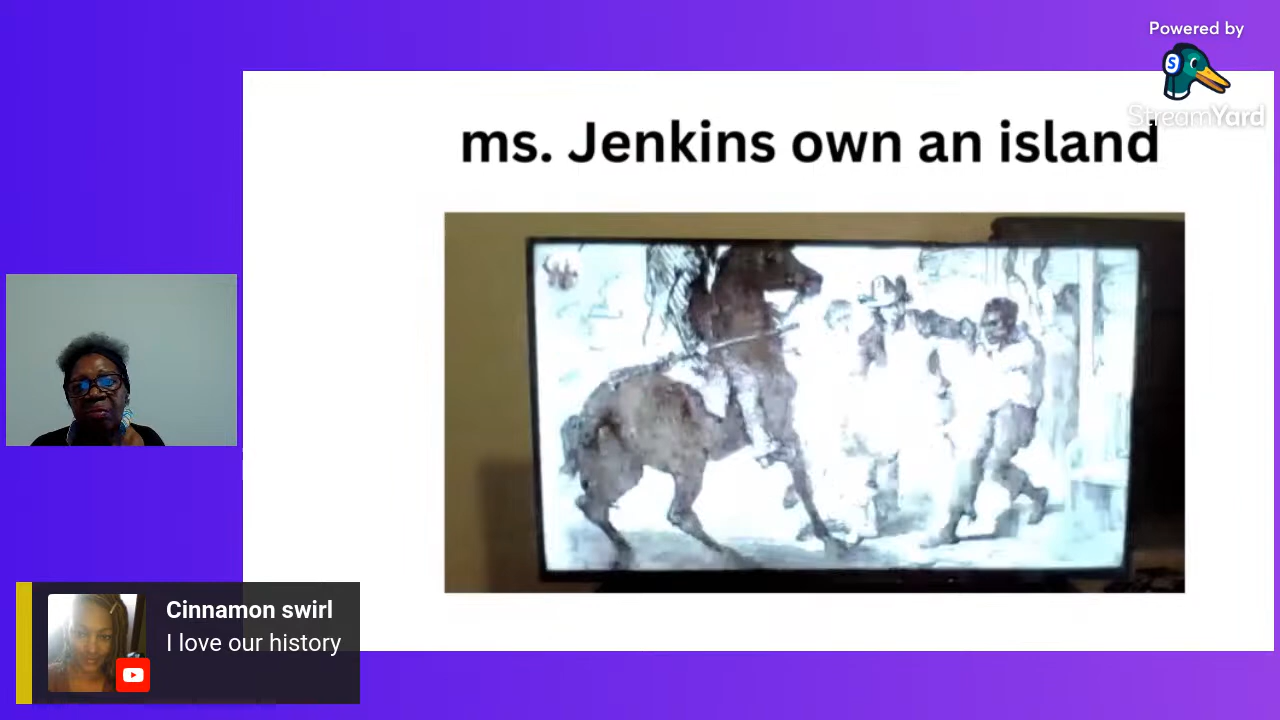 Powered by
StreamYard
ms. Jenkins own an island
Cinnamon swirl
I love our history